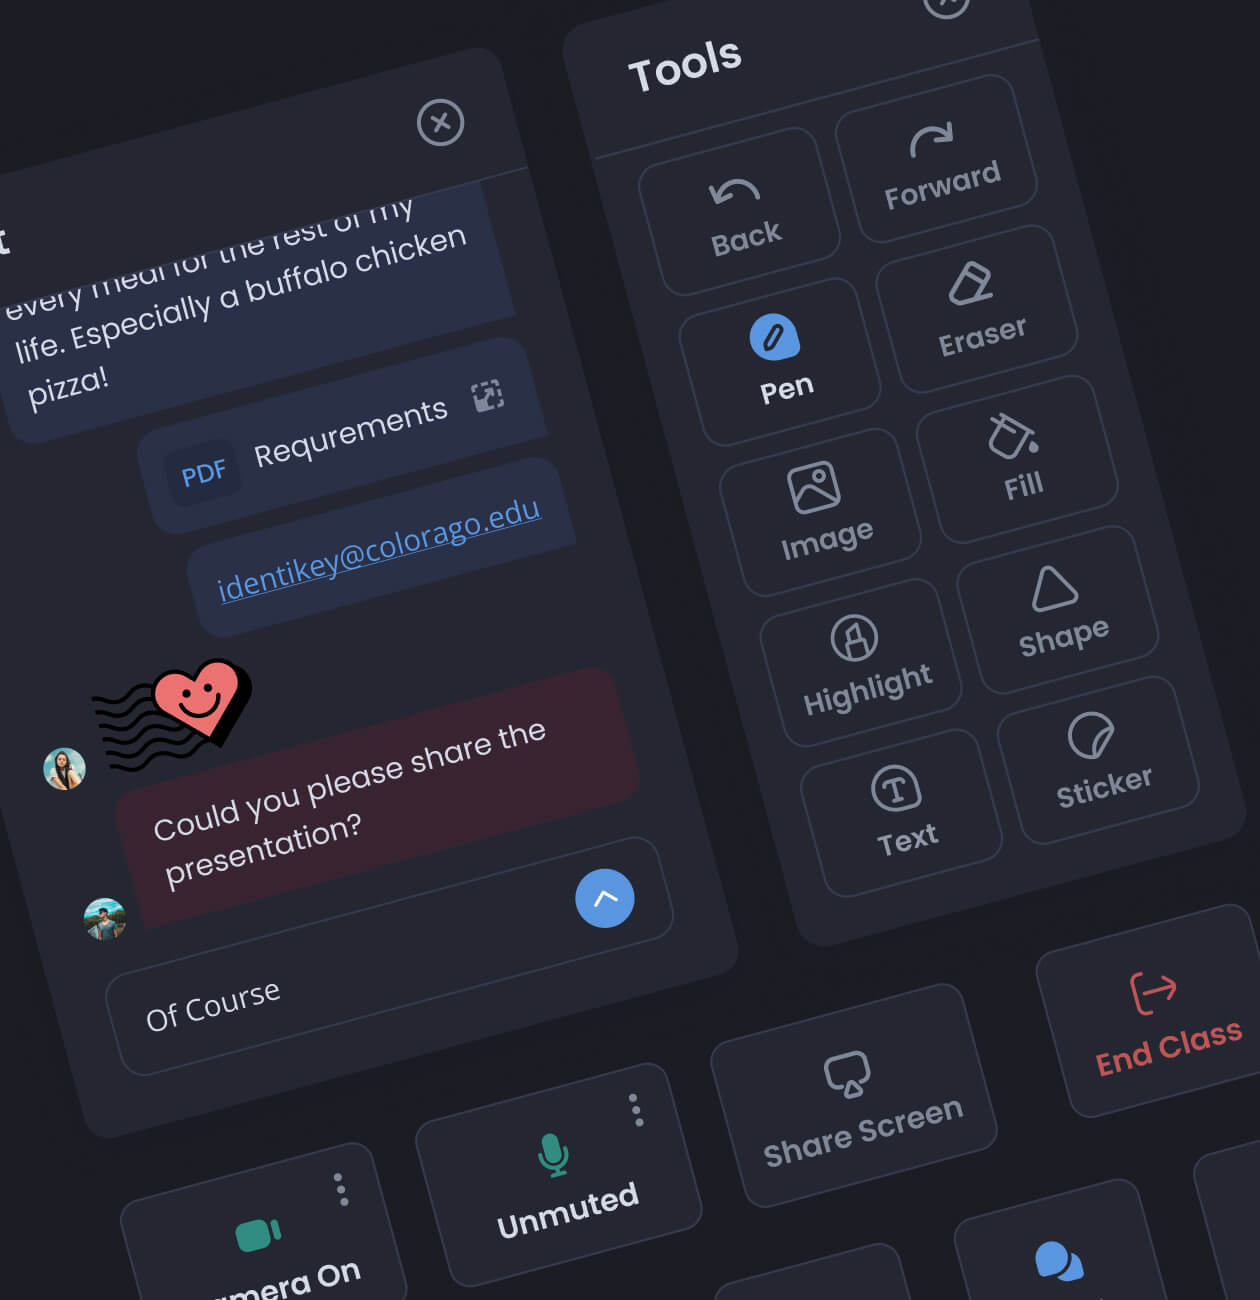 every meal for the rest of my
life. Especially a buffalo chicken
pizza!
PDF Requrements
identikey@colorago.edu
Could you please share the
presentation?
Of Course
Tools
Back
Forward
Pen
Eraser
Image
Fill
Highlight
Shape
Text
Sticker
On
Unmuted
Share Screen
End Class